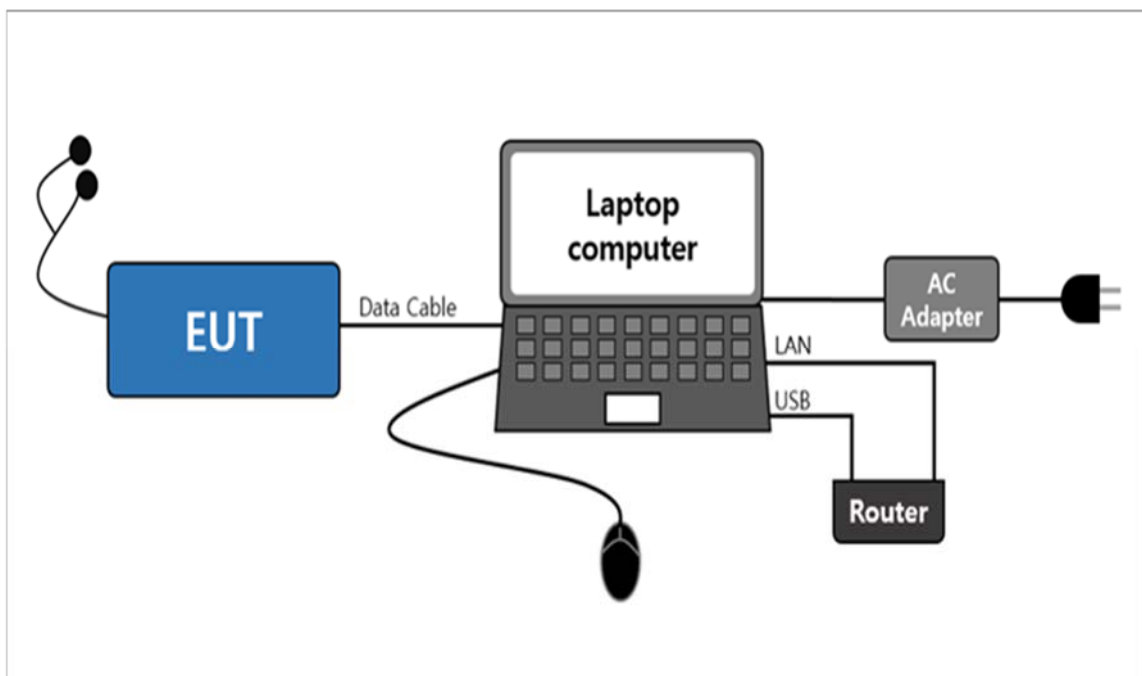 Laptop
computer
EUT
Data Cable
AC
Adapter
LAN
USB
Router